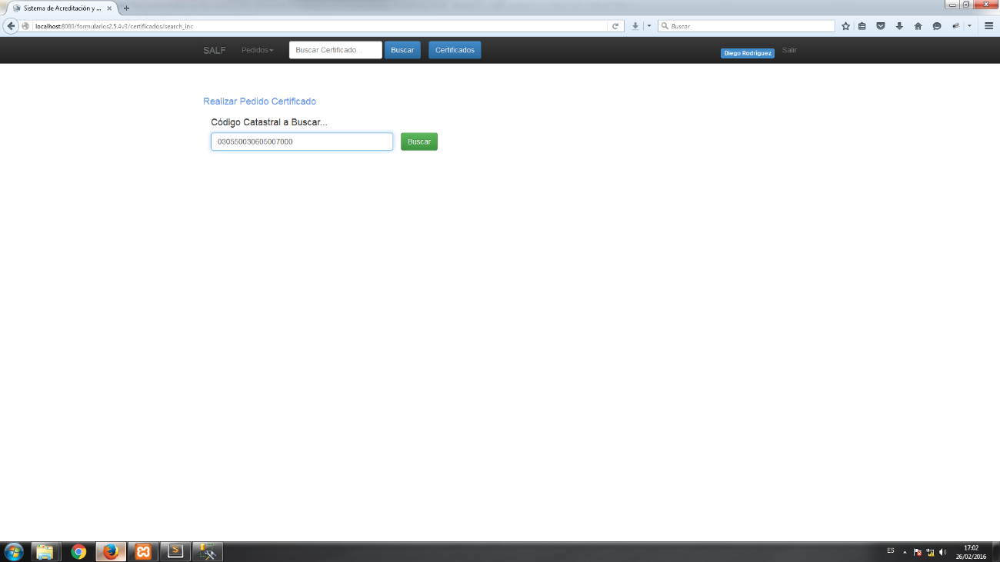 Sistema de Acreditación y ...
localhost:8080/formularios2.5.4v3/certificados/search_inc
Buscar
SALF Pedidos Buscar Certificado... Buscar Certificados Diego Rodriguez Salir
Realizar Pedido Certificado
Código Catastral a Buscar...
030550030605007000 Buscar
ES 17:02
26/02/2016